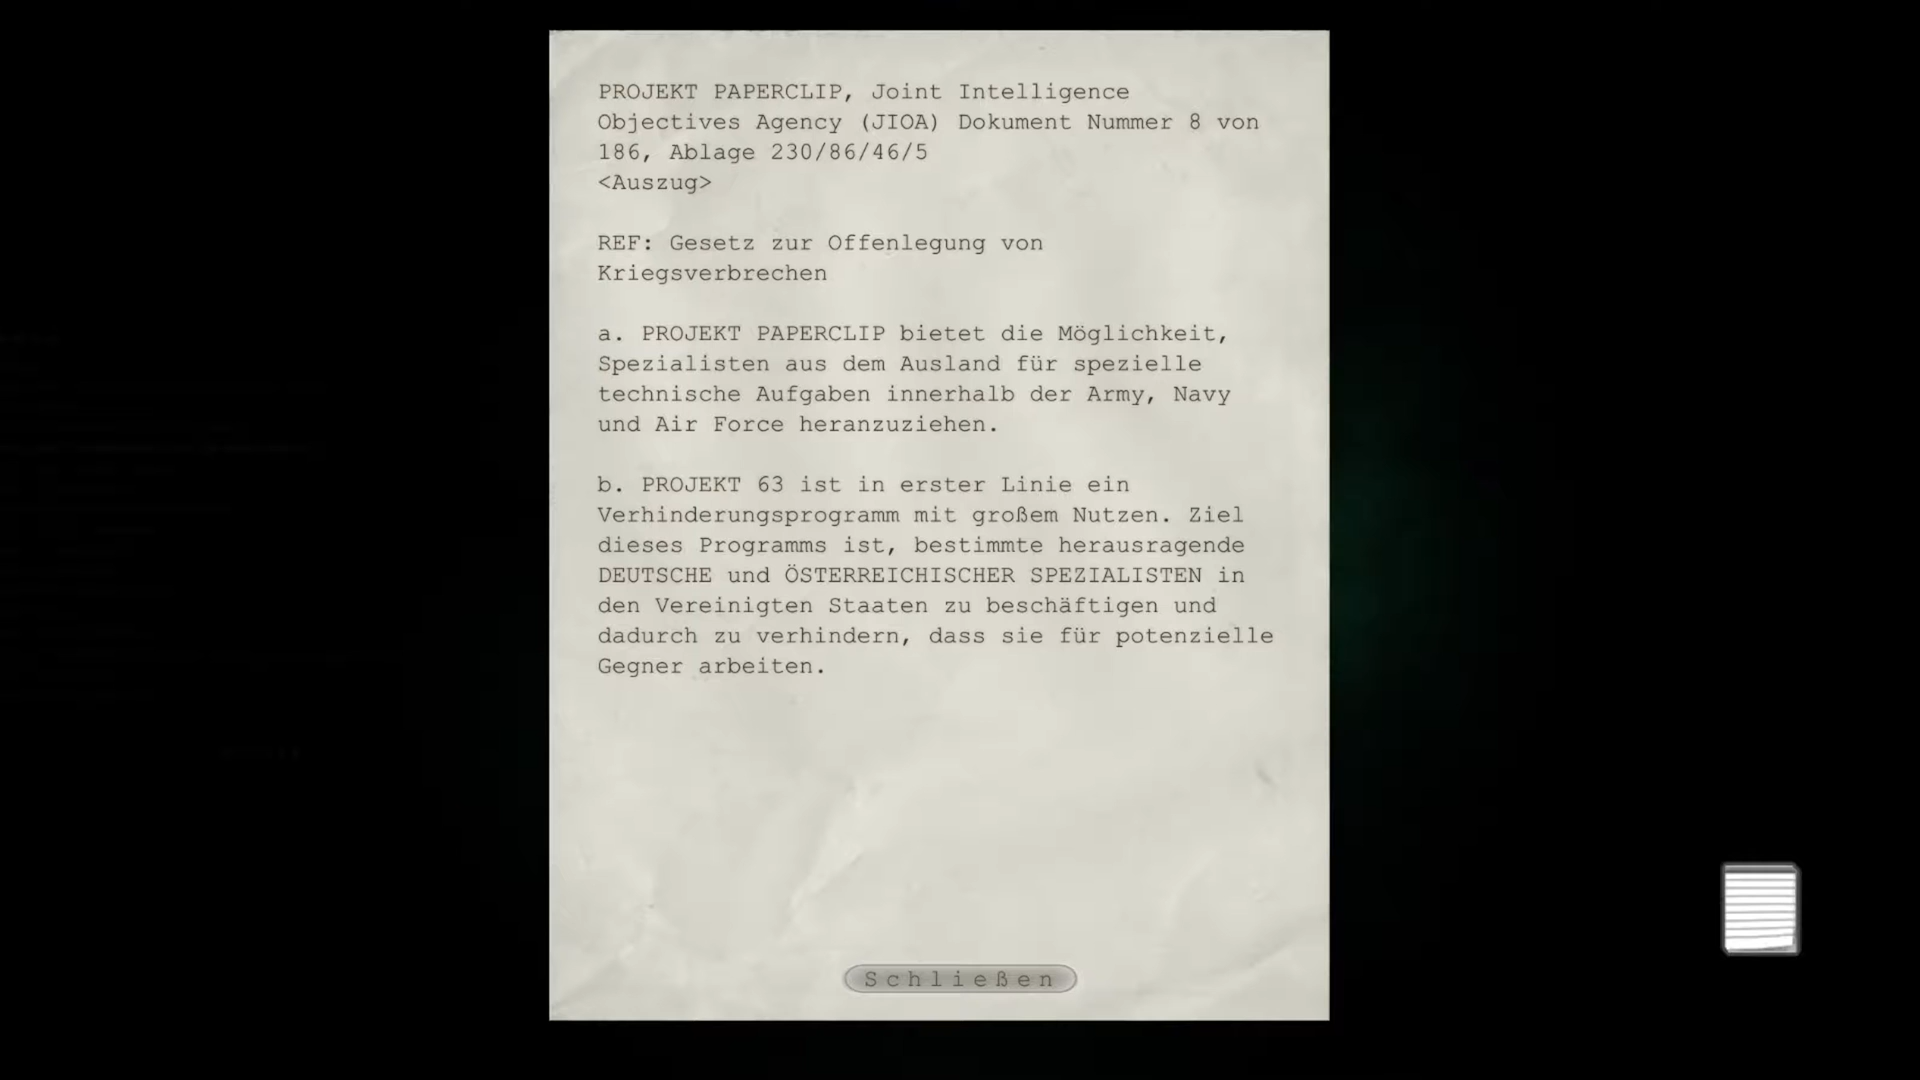 PROJEKT PAPERCLIP, Joint Intelligence
Objectives Agency (JIOA) Dokument Nummer 8 von
186, Ablage 230/86/46/5
<Auszug>
REF: Gesetz zur Offenlegung von
Kriegsverbrechen
a. PROJEKT PAPERCLIP bietet die Möglichkeit,
Spezialisten aus dem Ausland für spezielle
technische Aufgaben innerhalb der Army, Navy
und Air Force heranzuziehen.
b. PROJEKT 63 ist in erster Linie ein
Verhinderungsprogramm mit großem Nutzen. Ziel
dieses Programms ist, bestimmte herausragende
DEUTSCHE und ÖSTERREICHISCHER SPEZIALISTEN in
den Vereinigten Staaten zu beschäftigen und
dadurch zu verhindern, dass sie für potenzielle
Gegner arbeiten.
Schließen